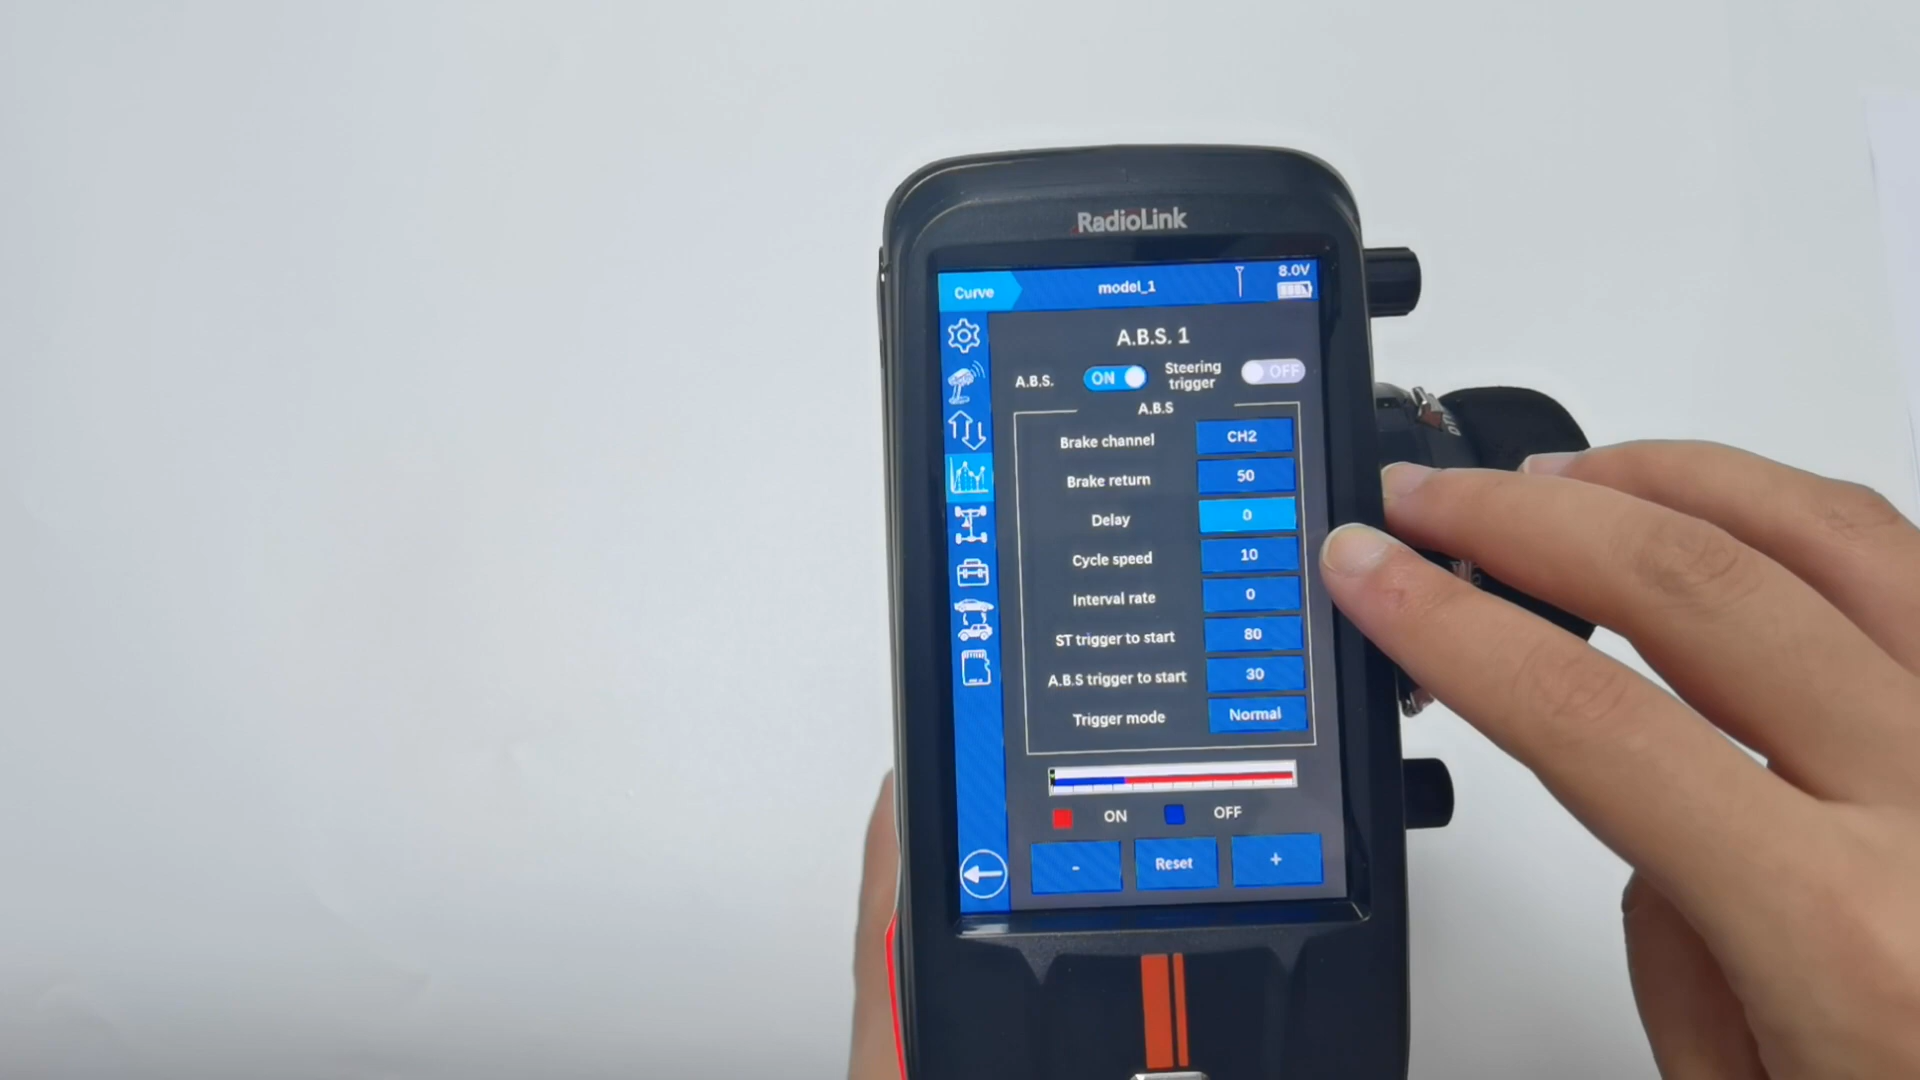 RadioLink
Curve model_1 8.0V
A.B.S. 1
A.B.S. ON Steering trigger OFF
A.B.S
Brake channel CH2
Brake return 50
Delay 0
Cycle speed 10
Interval rate 0
ST trigger to start 80
A.B.S trigger to start 30
Trigger mode Normal
ON OFF
- Reset +